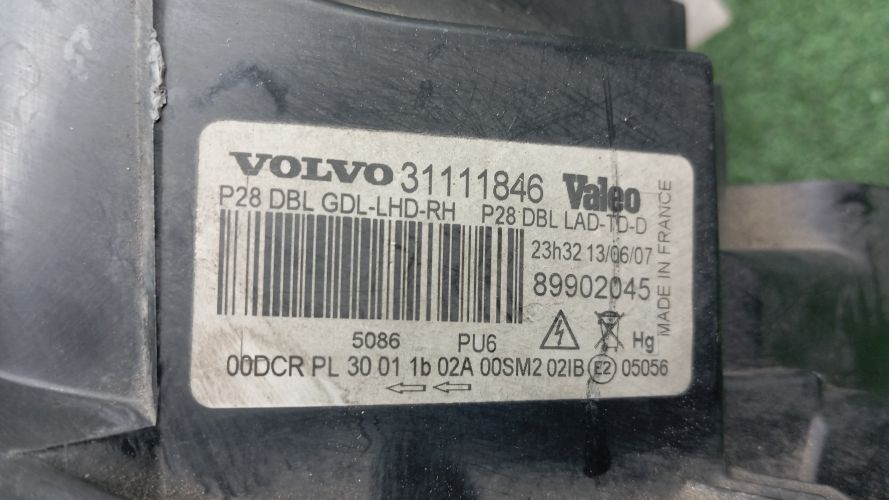 VOLVO 31111846 Valeo
P28 DBL GDL-LHD-RH P28 DBL LAD-TD-D
23h32 13/06/07
89902045
MADE IN FRANCE
5086 PU6
Hg
00DCR PL 30 01 1b 02A 00SM2 02IB E2 05056